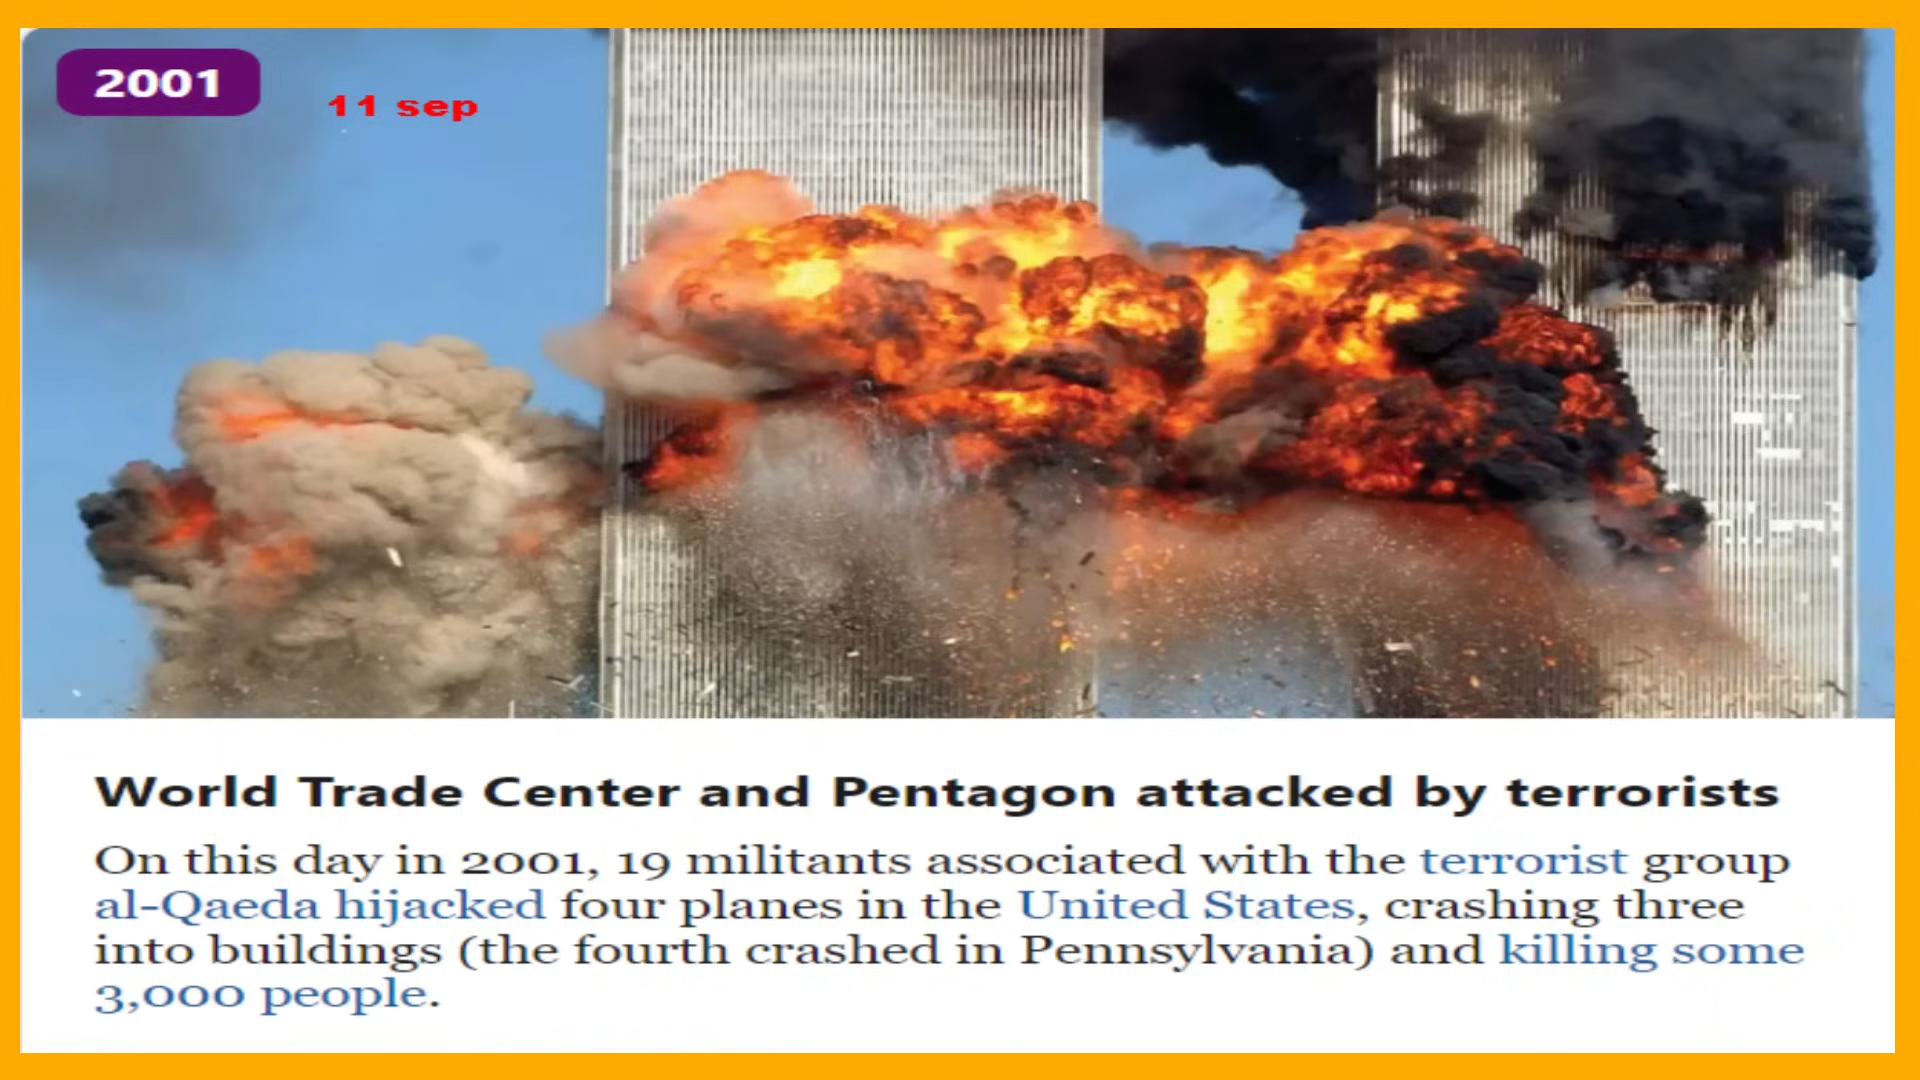 2001
11 sep
World Trade Center and Pentagon attacked by terrorists
On this day in 2001, 19 militants associated with the terrorist group
al-Qaeda hijacked four planes in the United States, crashing three
into buildings (the fourth crashed in Pennsylvania) and killing some
3,000 people.